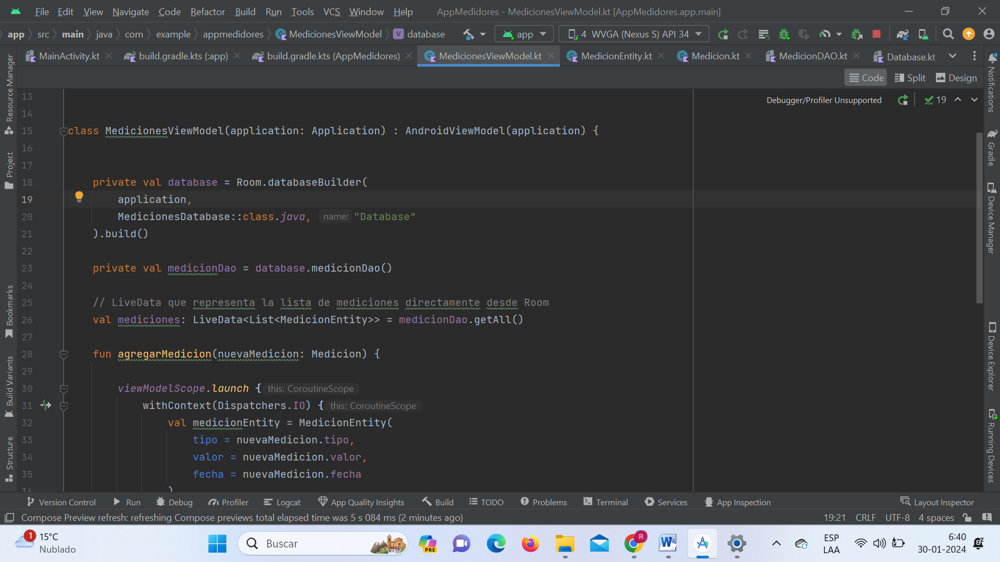 File Edit View Navigate Code Refactor Build Run Tools VCS Window Help AppMedidores - MedicionesViewModel.kt [AppMedidores.app.main]
app src main java com example appmedidores MedicionesViewModel V database app 4 WVGA (Nexus S) API 34
MainActivity.kt build.gradle.kts (:app) build.gradle.kts (AppMedidores) MedicionesViewModel.kt MedicionEntity.kt Medicion.kt MedicionDAO.kt Database.kt
Code Split Design
Debugger/Profiler Unsupported 19
13
14
15 class MedicionesViewModel(application: Application) : AndroidViewModel(application) {
16
17
18 private val database = Room.databaseBuilder(
19 application,
20 MedicionesDatabase::class.java, name: "Database"
21 ).build()
22
23 private val medicionDao = database.medicionDao()
24
25 // LiveData que representa la lista de mediciones directamente desde Room
26 val mediciones: LiveData<List<MedicionEntity>> = medicionDao.getAll()
27
28 fun agregarMedicion(nuevaMedicion: Medicion) {
29
30 viewModelScope.launch { this: CoroutineScope
31 withContext(Dispatchers.IO) { this: CoroutineScope
32 val medicionEntity = MedicionEntity(
33 tipo = nuevaMedicion.tipo,
34 valor = nuevaMedicion.valor,
35 fecha = nuevaMedicion.fecha
36 )
Resource Manager
Project
Bookmarks
Build Variants
Structure
Notifications
Gradle
Device Manager
Device Explorer
Running Devices
Version Control Run Debug Profiler Logcat App Quality Insights Build TODO Problems Terminal Services App Inspection Layout Inspector
Compose Preview refresh: refreshing Compose previews total elapsed time was 5 s 084 ms (2 minutes ago) 19:21 CRLF UTF-8 4 spaces
1 15°C
Nublado
Buscar
PRE
R
ESP
LAA
6:40
30-01-2024